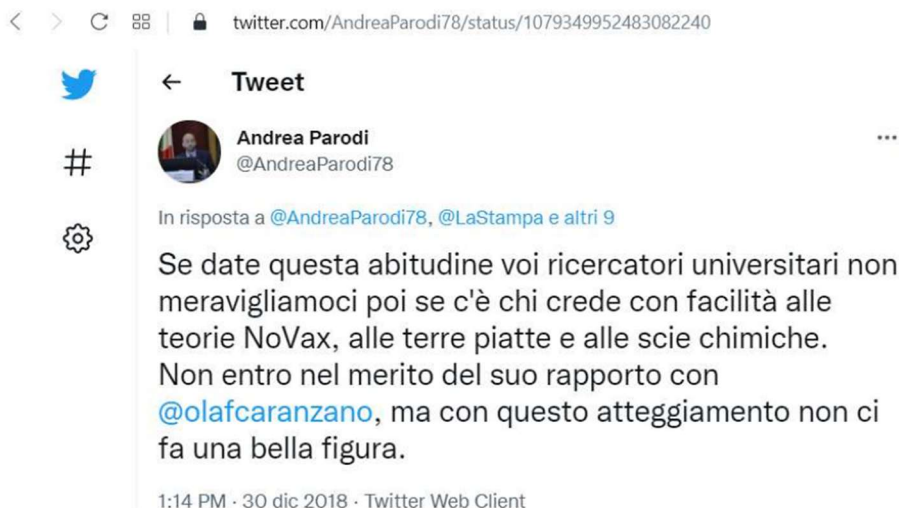 twitter.com/AndreaParodi78/status/1079349952483082240
Tweet
Andrea Parodi
@AndreaParodi78
In risposta a @AndreaParodi78, @LaStampa e altri 9
Se date questa abitudine voi ricercatori universitari non
meravigliamoci poi se c'è chi crede con facilità alle
teorie NoVax, alle terre piatte e alle scie chimiche.
Non entro nel merito del suo rapporto con
@olafcaranzano, ma con questo atteggiamento non ci
fa una bella figura.
1:14 PM · 30 dic 2018 · Twitter Web Client